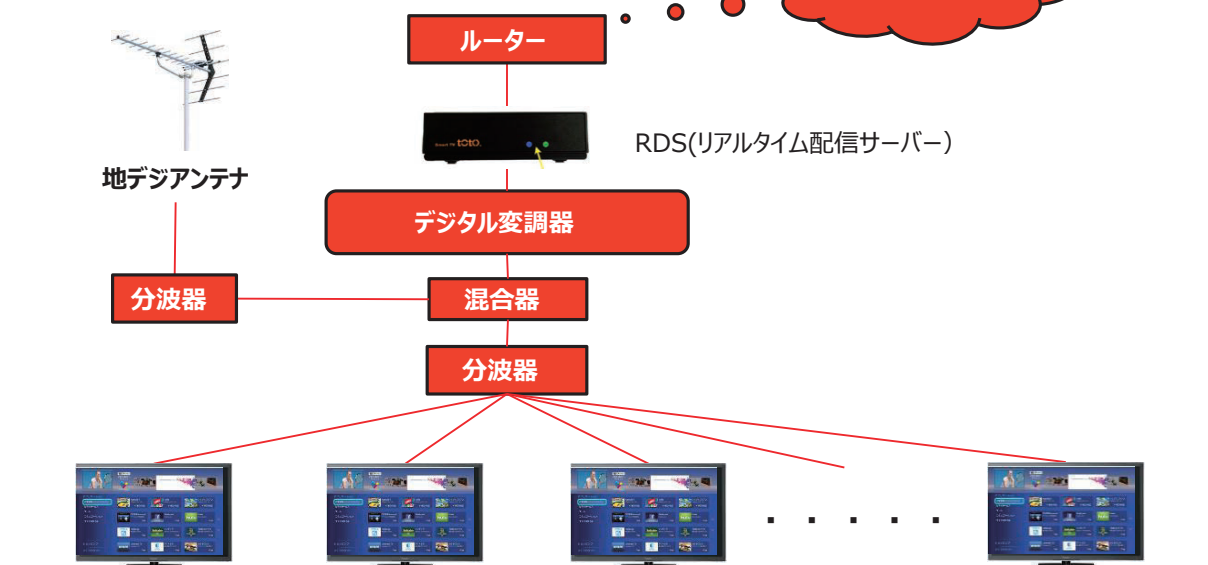 ルーター
toto.
RDS(リアルタイム配信サーバー)
地デジアンテナ
デジタル変調器
分波器
混合器
分波器